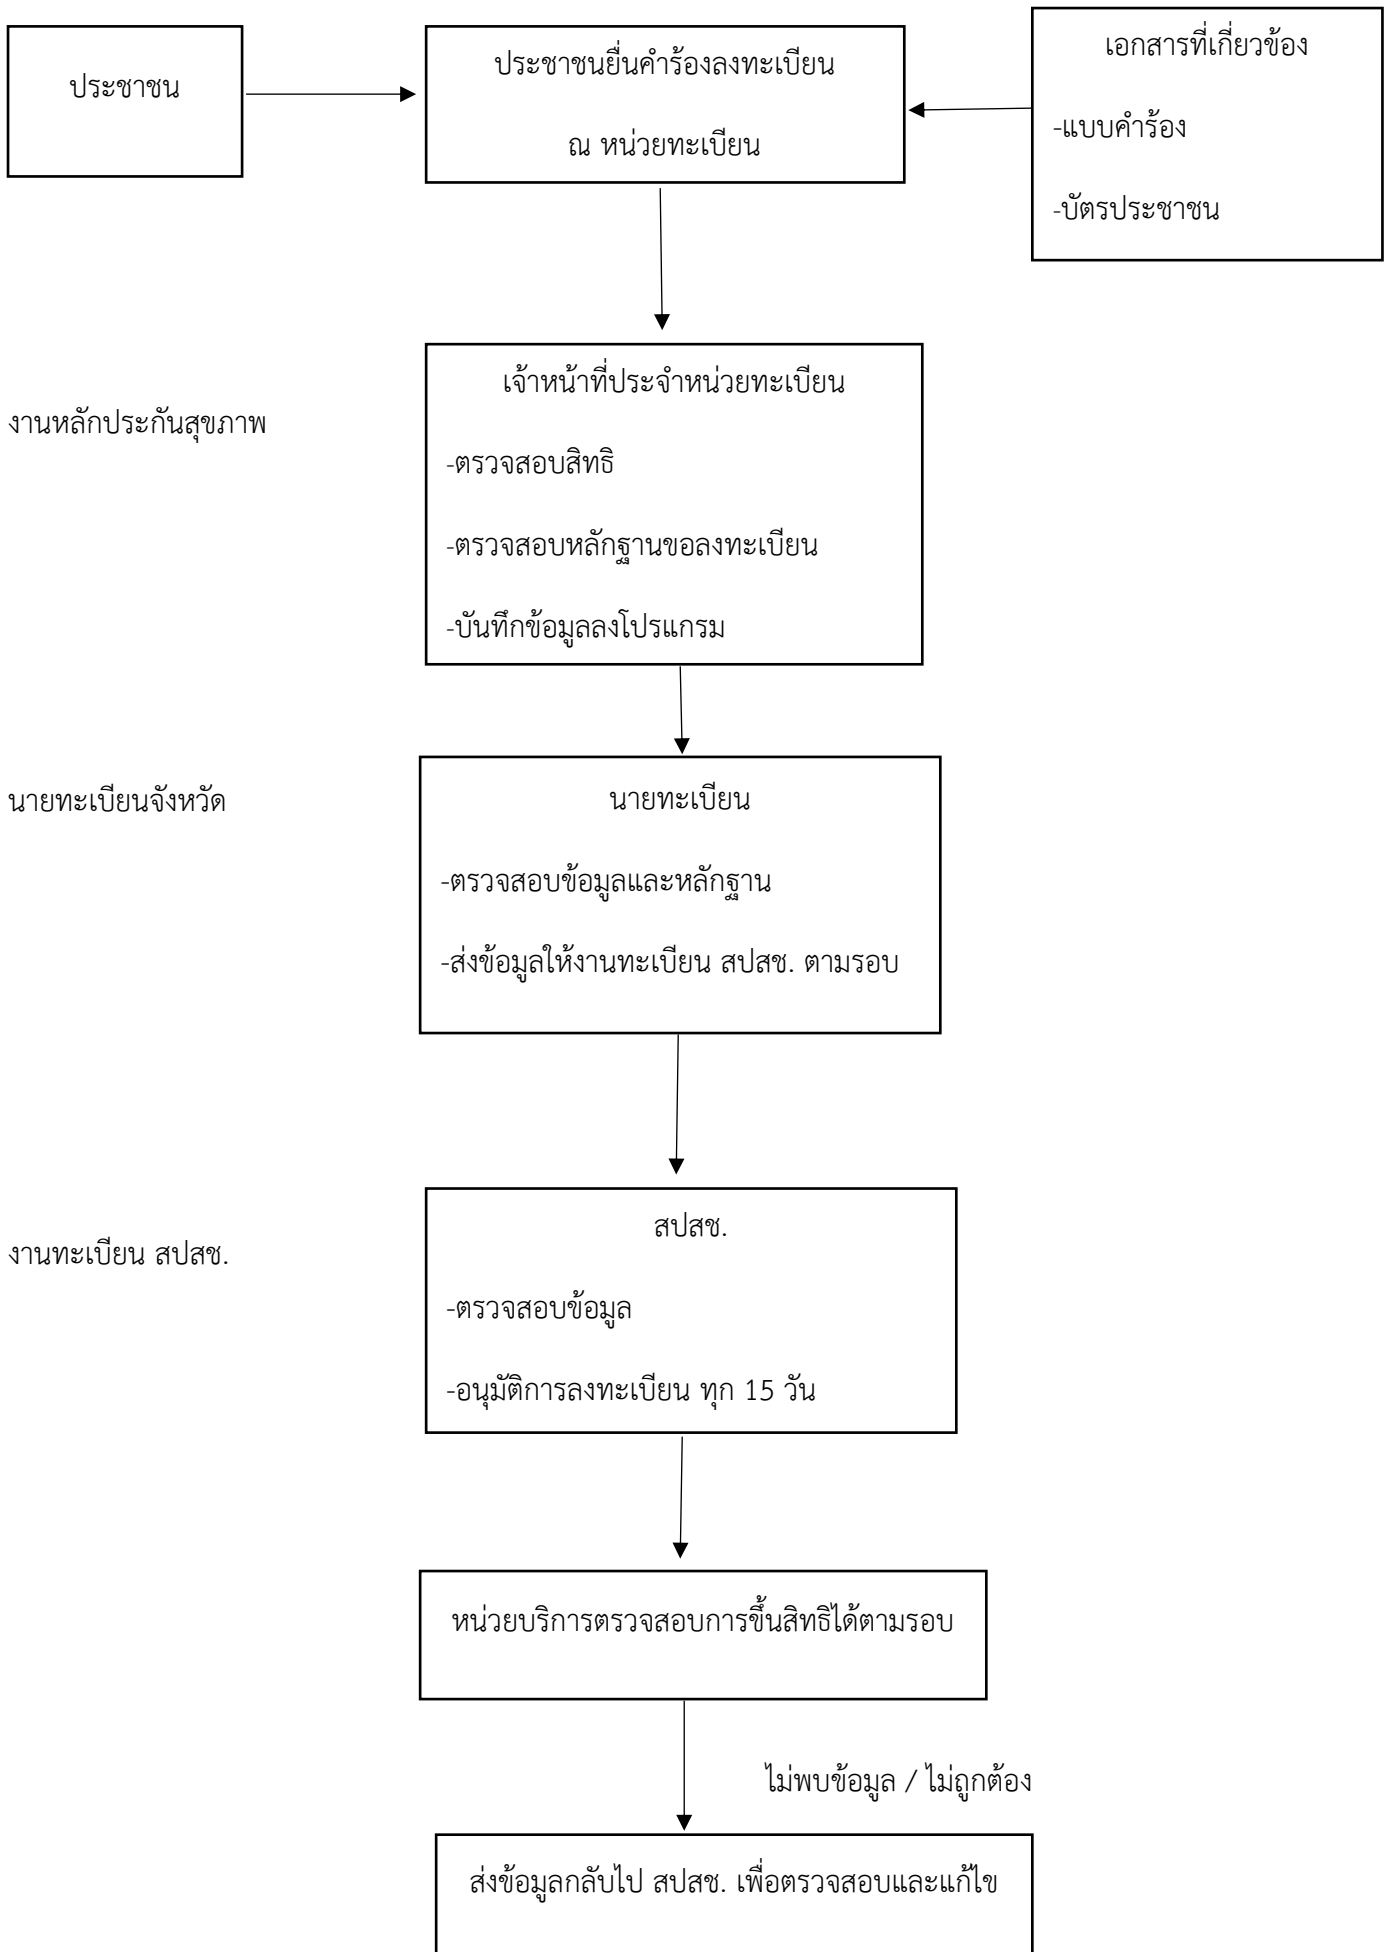 ประชาชน
ประชาชนยื่นคำร้องลงทะเบียน
ณ หน่วยทะเบียน
เอกสารที่เกี่ยวข้อง
-แบบคำร้อง
-บัตรประชาชน
งานหลักประกันสุขภาพ
เจ้าหน้าที่ประจำหน่วยทะเบียน
-ตรวจสอบสิทธิ
-ตรวจสอบหลักฐานขอลงทะเบียน
-บันทึกข้อมูลลงโปรแกรม
นายทะเบียนจังหวัด
นายทะเบียน
-ตรวจสอบข้อมูลและหลักฐาน
-ส่งข้อมูลให้งานทะเบียน สปสช. ตามรอบ
งานทะเบียน สปสช.
สปสช.
-ตรวจสอบข้อมูล
-อนุมัติการลงทะเบียน ทุก 15 วัน
หน่วยบริการตรวจสอบการขึ้นสิทธิได้ตามรอบ
ไม่พบข้อมูล / ไม่ถูกต้อง
ส่งข้อมูลกลับไป สปสช. เพื่อตรวจสอบและแก้ไข